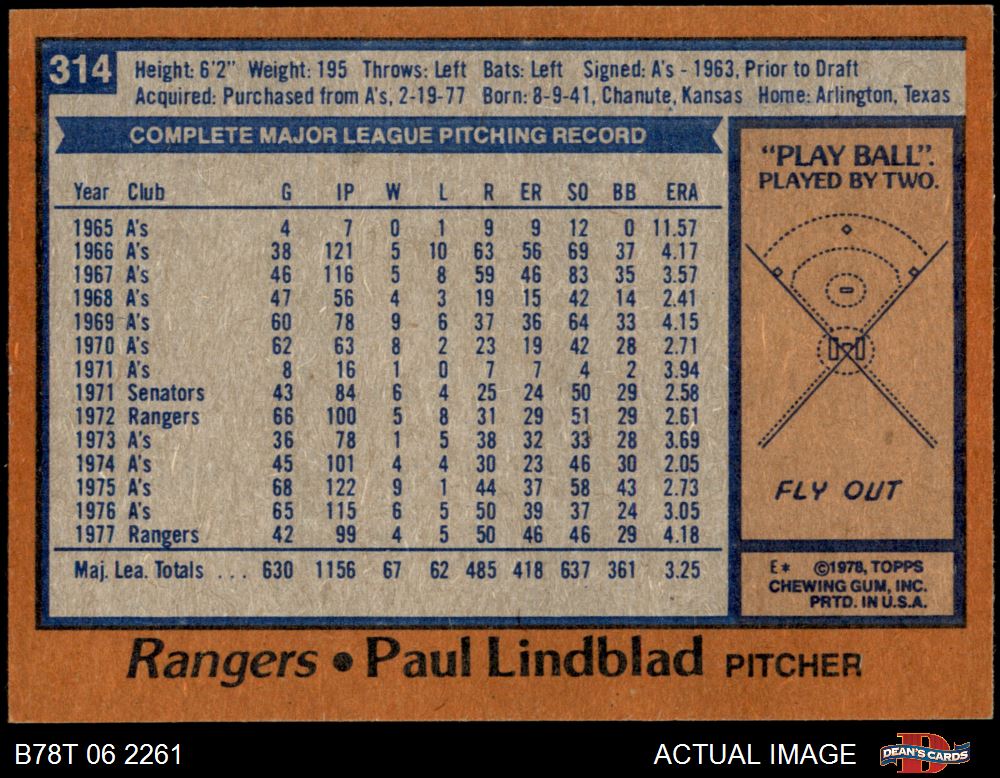 314
Height: 6'2" Weight: 195 Throws: Left Bats: Left Signed: A's - 1963, Prior to Draft
Acquired: Purchased from A's, 2-19-77 Born: 8-9-41, Chanute, Kansas Home: Arlington, Texas
COMPLETE MAJOR LEAGUE PITCHING RECORD
Year Club G IP W L R ER SO BB ERA
1965 A's 4 7 0 1 9 9 12 0 11.57
1966 A's 38 121 5 10 63 56 69 37 4.17
1967 A's 46 116 5 8 59 46 83 35 3.57
1968 A's 47 56 4 3 19 15 42 14 2.41
1969 A's 60 78 9 6 37 36 64 33 4.15
1970 A's 62 63 8 2 23 19 42 28 2.71
1971 A's 8 16 1 0 7 7 4 2 3.94
1971 Senators 43 84 6 4 25 24 50 29 2.58
1972 Rangers 66 100 5 8 31 29 51 29 2.61
1973 A's 36 78 1 5 38 32 33 28 3.69
1974 A's 45 101 4 4 30 23 46 30 2.05
1975 A's 68 122 9 1 44 37 58 43 2.73
1976 A's 65 115 6 5 50 39 37 24 3.05
1977 Rangers 42 99 4 5 50 46 46 29 4.18
Maj. Lea. Totals ... 630 1156 67 62 485 418 637 361 3.25
"PLAY BALL".
PLAYED BY TWO.
FLY OUT
E* ©1978, TOPPS
CHEWING GUM, INC.
PRTD. IN U.S.A.
Rangers • Paul Lindblad PITCHER
B78T 06 2261
ACTUAL IMAGE
DEAN'S CARDS